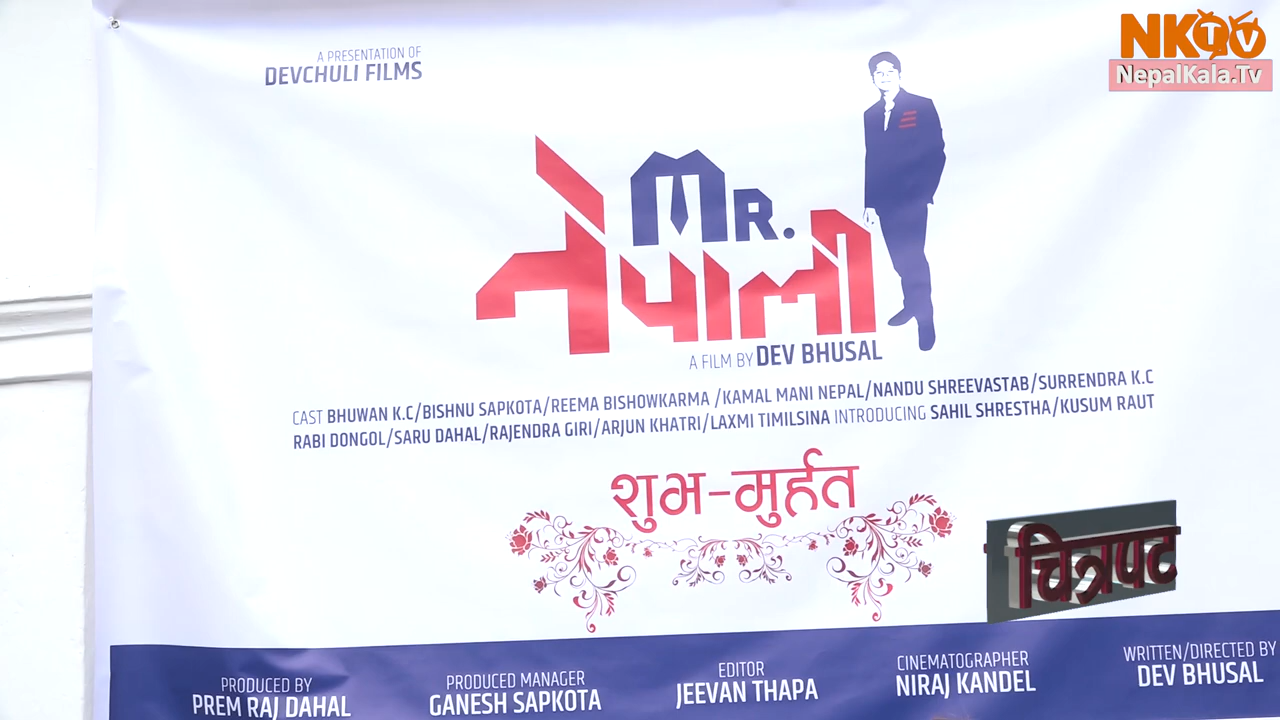 NKTV
NepalKala.Tv
A PRESENTATION OF
DEVCHULI FILMS
MR.
नेपाली
A FILM BY DEV BHUSAL
CAST BHUWAN K.C/BISHNU SAPKOTA/REEMA BISHOWKARMA /KAMAL MANI NEPAL/NANDU SHREEVASTAB/SURRENDRA K.C
RABI DONGOL/SARU DAHAL/RAJENDRA GIRI/ARJUN KHATRI/LAXMI TIMILSINA INTRODUCING SAHIL SHRESTHA/KUSUM RAUT
शुभ-मुर्हत
चित्रपट
PRODUCED BY
PREM RAJ DAHAL
PRODUCED MANAGER
GANESH SAPKOTA
EDITOR
JEEVAN THAPA
CINEMATOGRAPHER
NIRAJ KANDEL
WRITTEN/DIRECTED BY
DEV BHUSAL